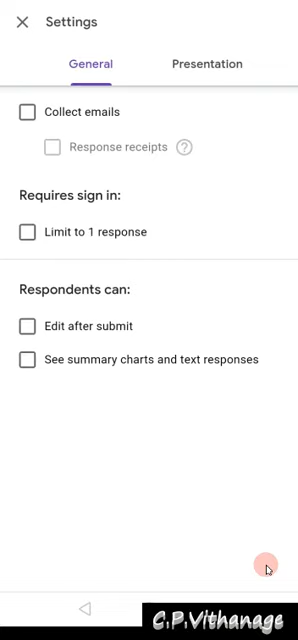 Settings
General Presentation
Collect emails
Response receipts ?
Requires sign in:
Limit to 1 response
Respondents can:
Edit after submit
See summary charts and text responses
C.P.Vithanage